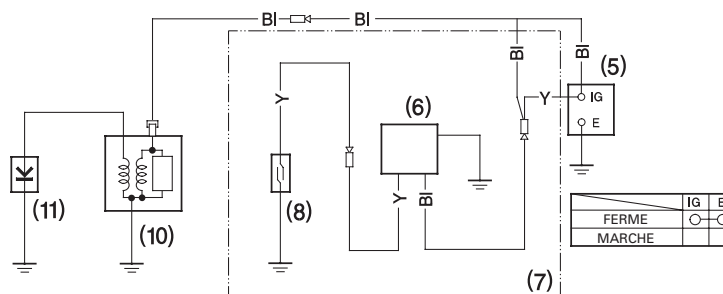 Bl
Bl
Bl
Bl
(5)
IG
E
Y
Y
(6)
Y
Bl
(8)
(7)
(11)
(10)
IG E
FERME
MARCHE